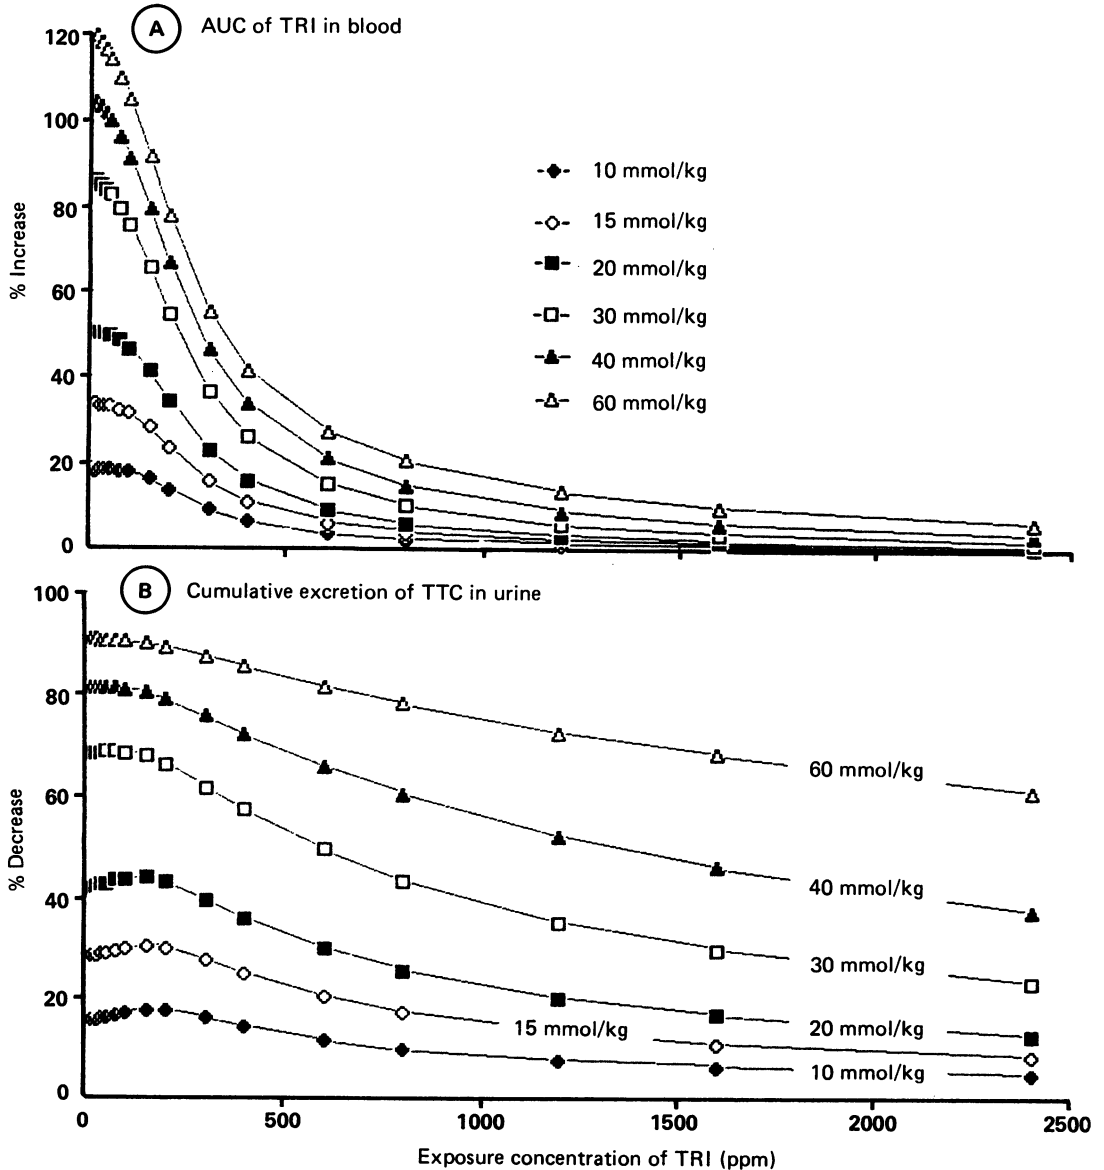 A AUC of TRI in blood
120
100
80
60
40
20
0
% Increase
10 mmol/kg
15 mmol/kg
20 mmol/kg
30 mmol/kg
40 mmol/kg
60 mmol/kg
B Cumulative excretion of TTC in urine
100
80
60
40
20
0
% Decrease
60 mmol/kg
40 mmol/kg
30 mmol/kg
20 mmol/kg
15 mmol/kg
10 mmol/kg
0 500 1000 1500 2000 2500
Exposure concentration of TRI (ppm)